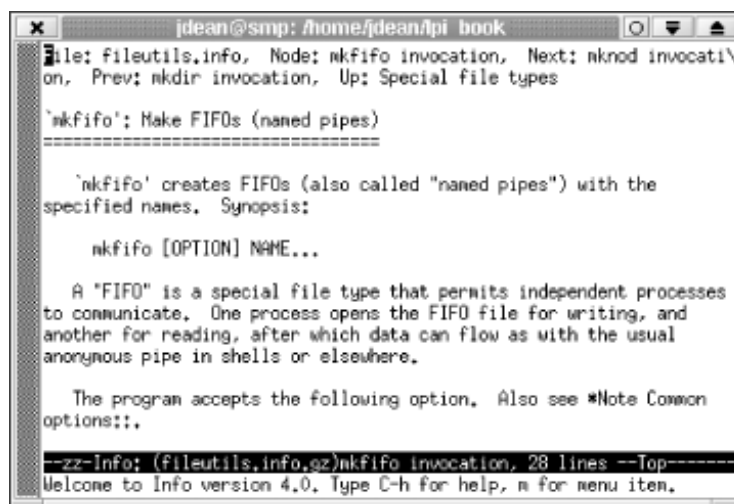 jdean@smp: /home/jdean/lpi book
File: fileutils.info, Node: mkfifo invocation, Next: mknod invocati\
on, Prev: mkdir invocation, Up: Special file types
`mkfifo': Make FIFOs (named pipes)
==================================
`mkfifo' creates FIFOs (also called "named pipes") with the
specified names. Synopsis:
mkfifo [OPTION] NAME...
A "FIFO" is a special file type that permits independent processes
to communicate. One process opens the FIFO file for writing, and
another for reading, after which data can flow as with the usual
anonymous pipe in shells or elsewhere.
The program accepts the following option. Also see *Note Common
options::.
--zz-Info: (fileutils.info.gz)mkfifo invocation, 28 lines --Top-------
Welcome to Info version 4.0. Type C-h for help, m for menu item.